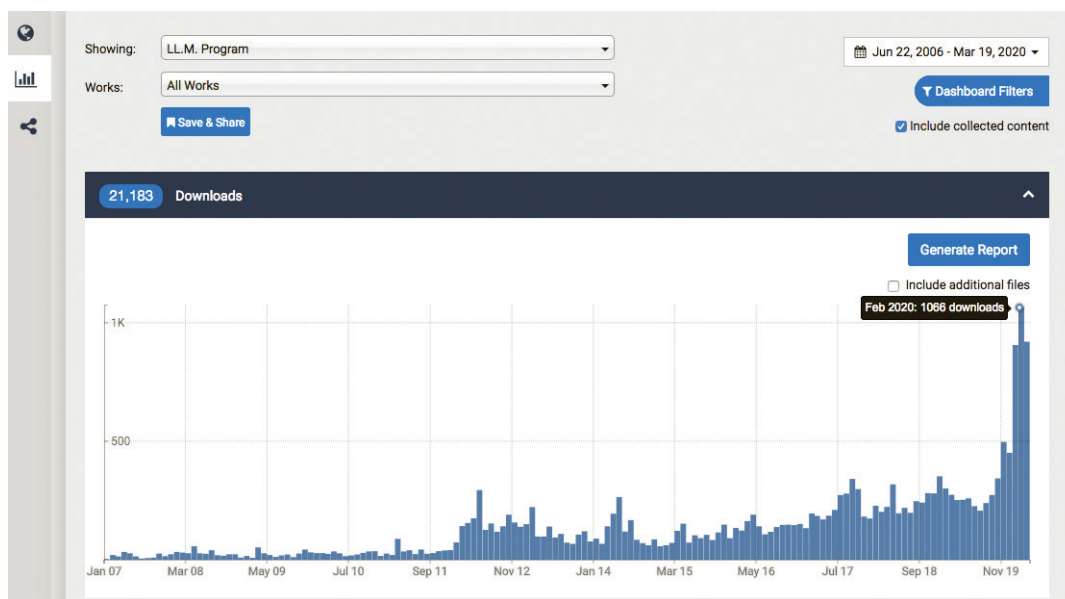 Showing: LL.M. Program
Jun 22, 2006 - Mar 19, 2020
Works: All Works
Dashboard Filters
Save & Share
Include collected content
21,183 Downloads
Generate Report
Include additional files
Feb 2020: 1066 downloads
1K
500
Jan 07 Mar 08 May 09 Jul 10 Sep 11 Nov 12 Jan 14 Mar 15 May 16 Jul 17 Sep 18 Nov 19